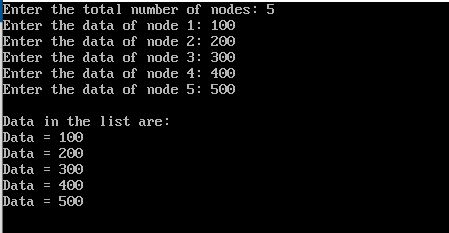 Enter the total number of nodes: 5
Enter the data of node 1: 100
Enter the data of node 2: 200
Enter the data of node 3: 300
Enter the data of node 4: 400
Enter the data of node 5: 500
Data in the list are:
Data = 100
Data = 200
Data = 300
Data = 400
Data = 500